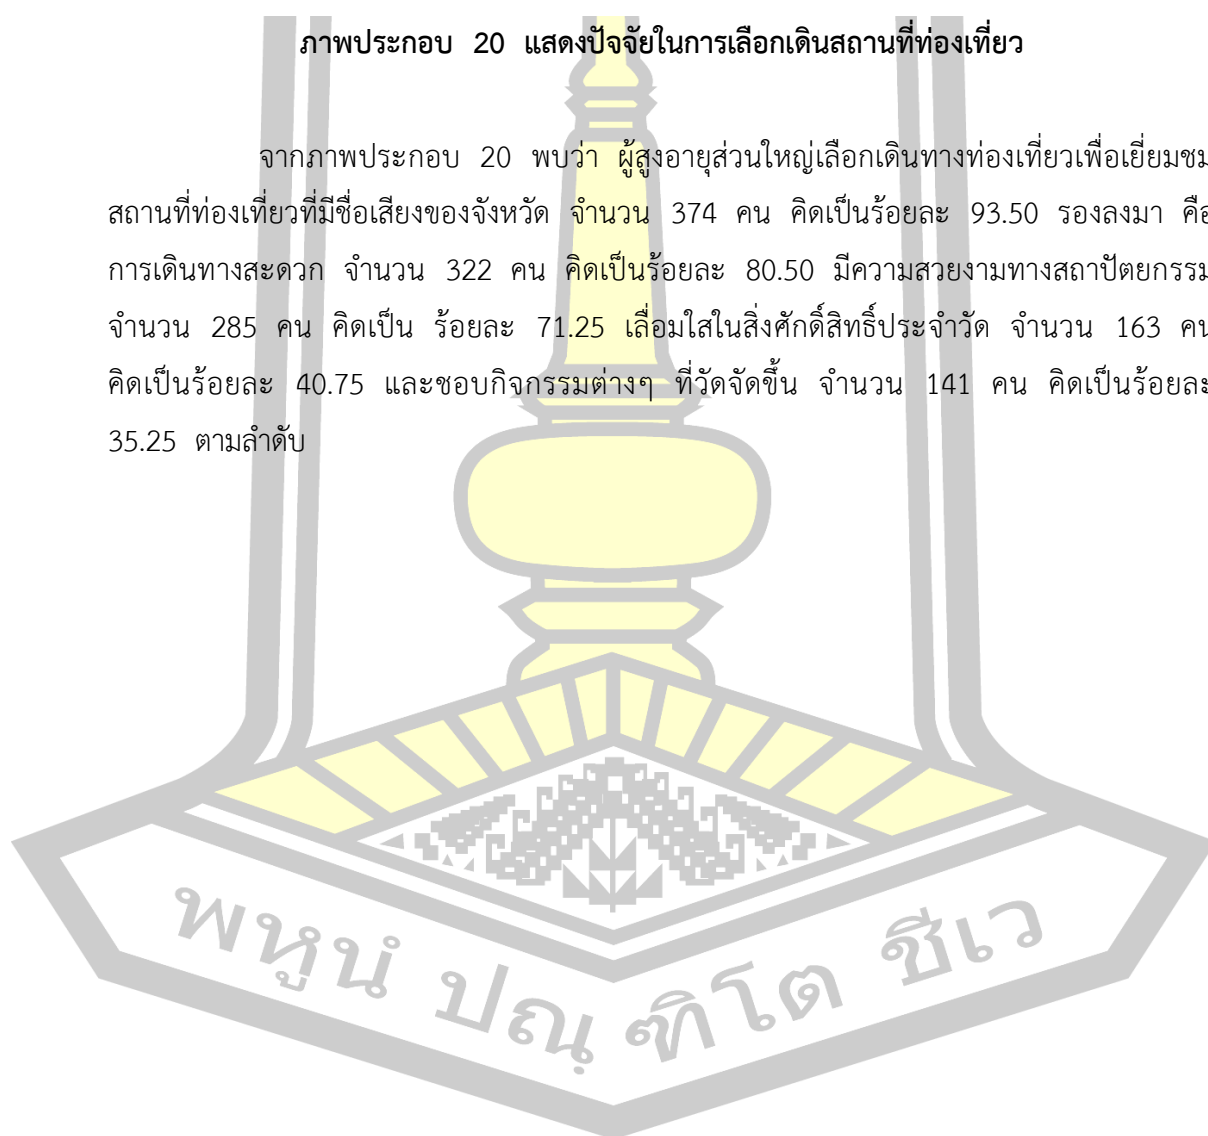 ภาพประกอบ 20 แสดงปัจจัยในการเลือกเดินสถานที่ท่องเที่ยว
จากภาพประกอบ 20 พบว่า ผู้สูงอายุส่วนใหญ่เลือกเดินทางท่องเที่ยวเพื่อเยี่ยมชม
สถานที่ท่องเที่ยวที่มีชื่อเสียงของจังหวัด จำนวน 374 คน คิดเป็นร้อยละ 93.50 รองลงมา คือ
การเดินทางสะดวก จำนวน 322 คน คิดเป็นร้อยละ 80.50 มีความสวยงามทางสถาปัตยกรรม
จำนวน 285 คน คิดเป็น ร้อยละ 71.25 เลื่อมใสในสิ่งศักดิ์สิทธิ์ประจำวัด จำนวน 163 คน
คิดเป็นร้อยละ 40.75 และชอบกิจกรรมต่างๆ ที่วัดจัดขึ้น จำนวน 141 คน คิดเป็นร้อยละ
35.25 ตามลำดับ
พหูนํ ปณฺ ฑิโต ชีเว